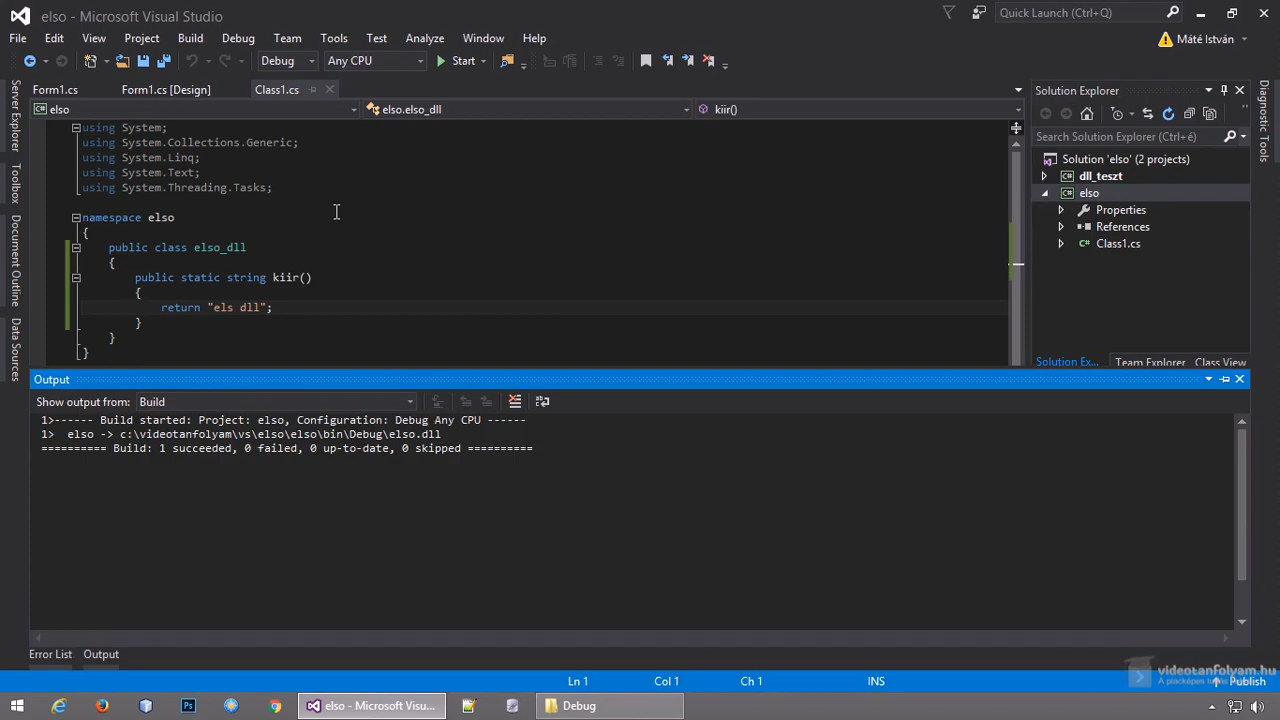 elso - Microsoft Visual Studio
Quick Launch (Ctrl+Q)
File Edit View Project Build Debug Team Tools Test Analyze Window Help
Máté István
Debug Any CPU Start
Form1.cs Form1.cs [Design] Class1.cs
elso elso.elso_dll kiir()
Server Explorer
Toolbox
Document Outline
Data Sources
using System;
using System.Collections.Generic;
using System.Linq;
using System.Text;
using System.Threading.Tasks;
namespace elso
{
public class elso_dll
{
public static string kiir()
{
return "els dll";
}
}
}
Solution Explorer
Search Solution Explorer (Ctrl+é)
Solution 'elso' (2 projects)
dll_teszt
elso
Properties
References
Class1.cs
Solution Ex... Team Explorer Class View
Diagnostic Tools
Output
Show output from: Build
1>------ Build started: Project: elso, Configuration: Debug Any CPU ------
1> elso -> c:\videotanfolyam\vs\elso\elso\bin\Debug\elso.dll
========== Build: 1 succeeded, 0 failed, 0 up-to-date, 0 skipped ==========
Error List Output
Ln 1 Col 1 Ch 1 INS Publish
videotanfolyam.hu
elso - Microsoft Visu... Debug